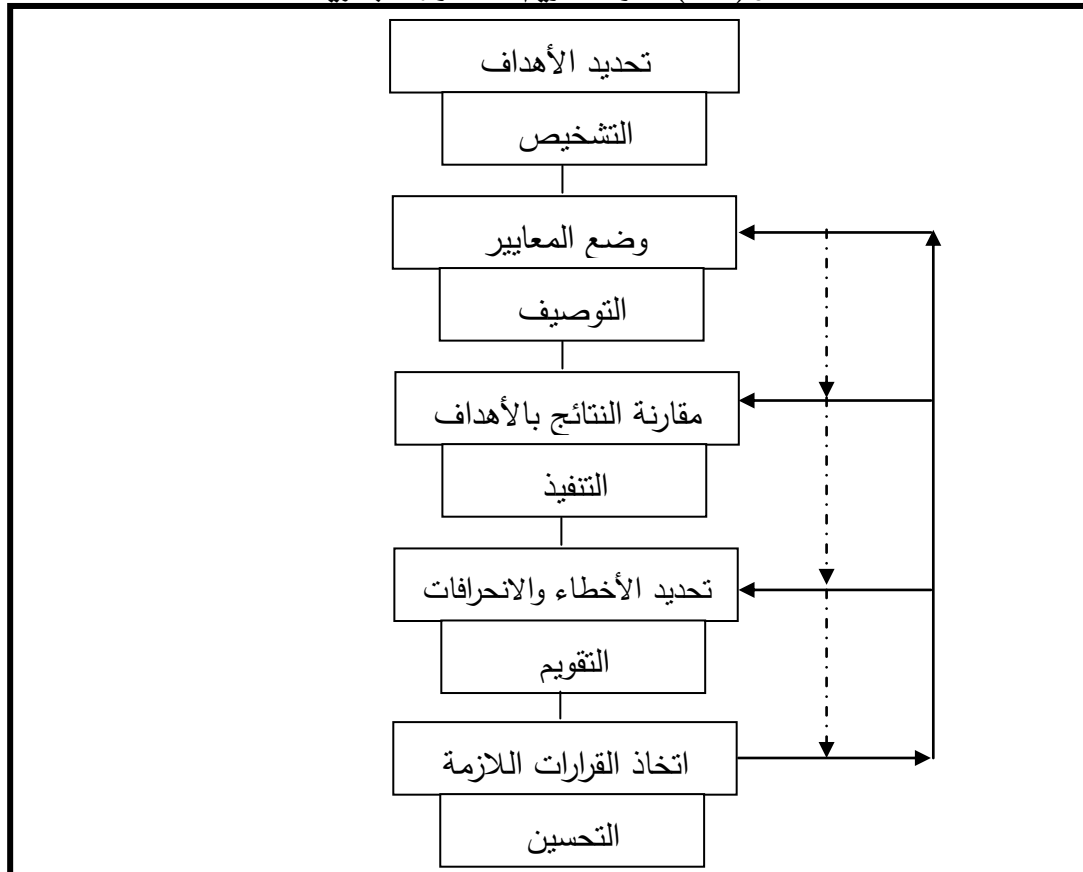 تحديد الأهداف
التشخيص
وضع المعايير
التوصيف
مقارنة النتائج بالأهداف
التنفيذ
تحديد الأخطاء والانحرافات
التقويم
اتخاذ القرارات اللازمة
التحسين